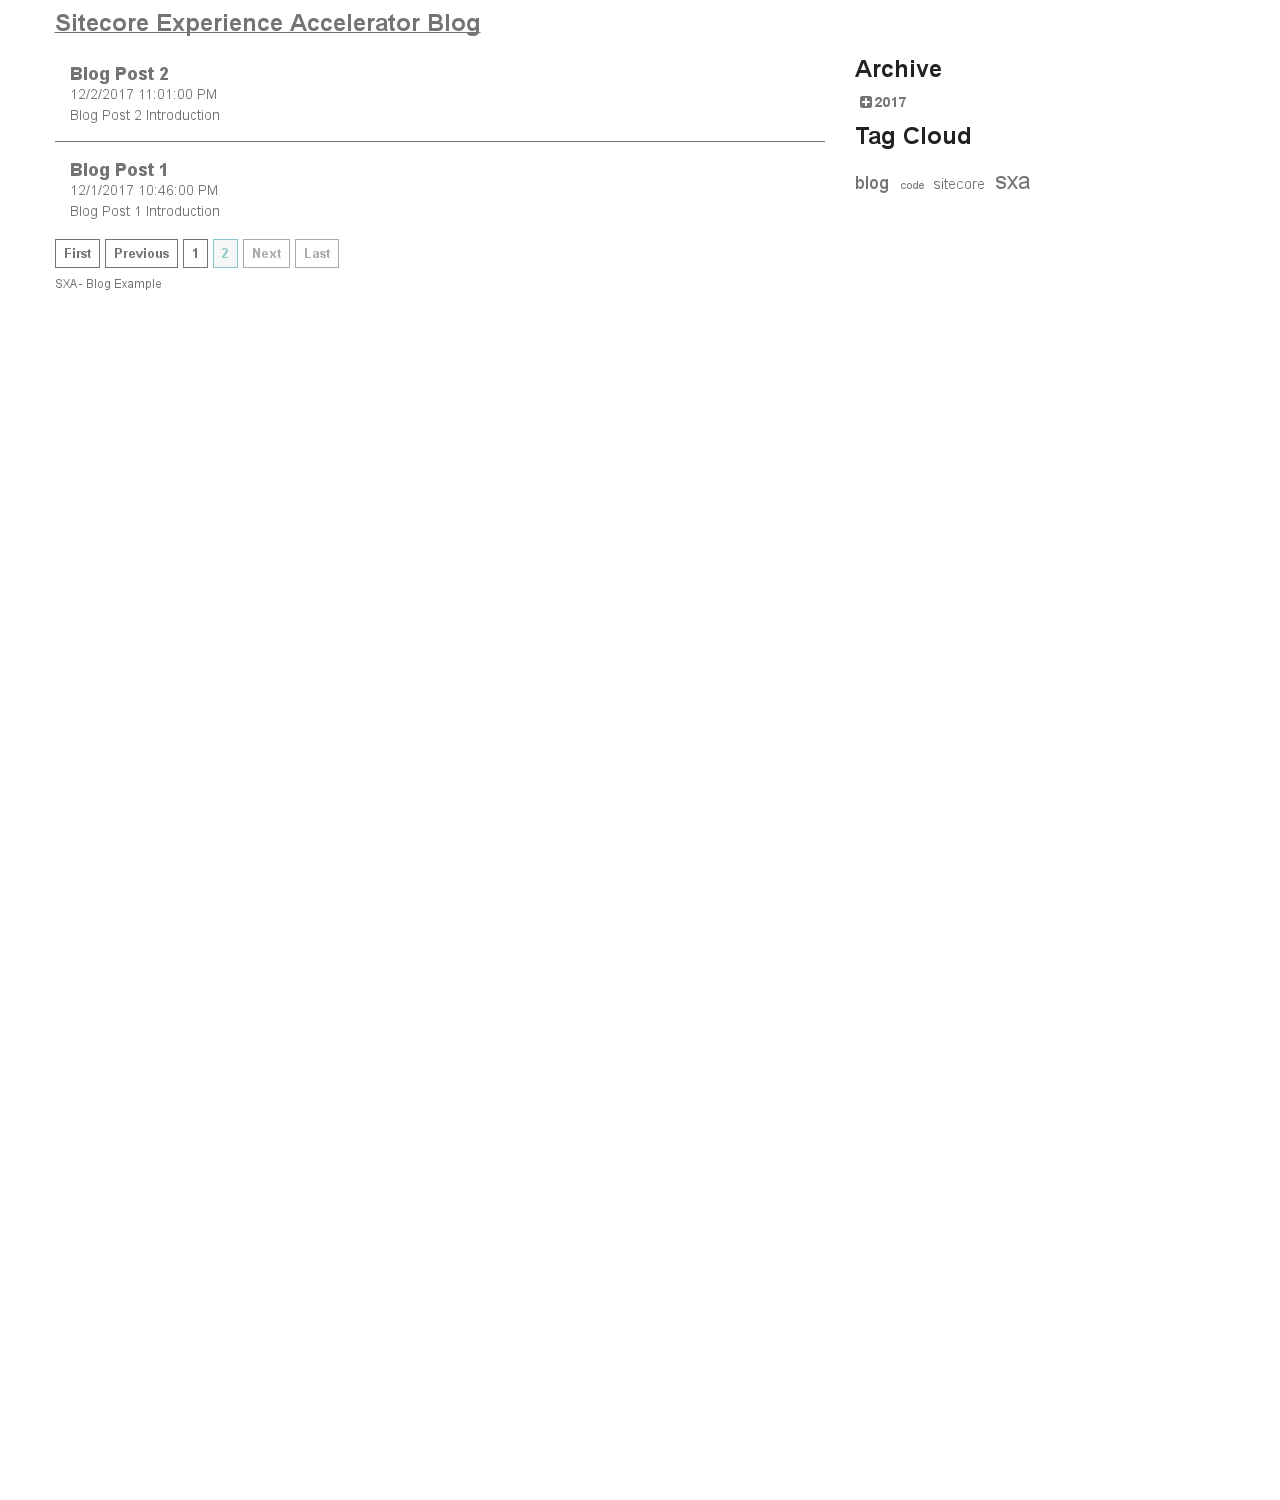 Sitecore Experience Accelerator Blog
Blog Post 2
12/2/2017 11:01:00 PM
Blog Post 2 Introduction
Blog Post 1
12/1/2017 10:46:00 PM
Blog Post 1 Introduction
First Previous 1 2 Next Last
SXA- Blog Example
Archive
2017
Tag Cloud
blog code sitecore sxa